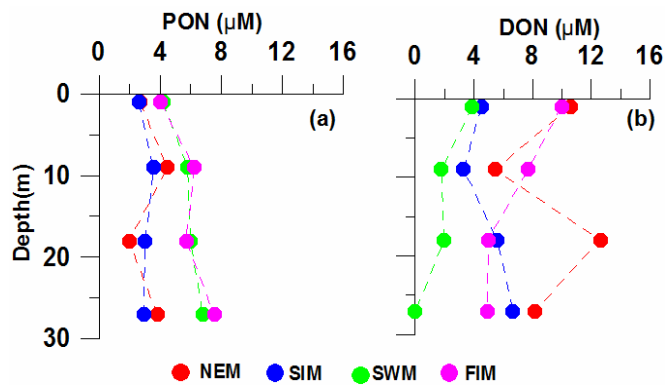 PON (μM)
0 4 8 12 16
DON (μM)
0 4 8 12 16
Depth(m)
0
10
20
30
(a)
(b)
NEM SIM SWM FIM